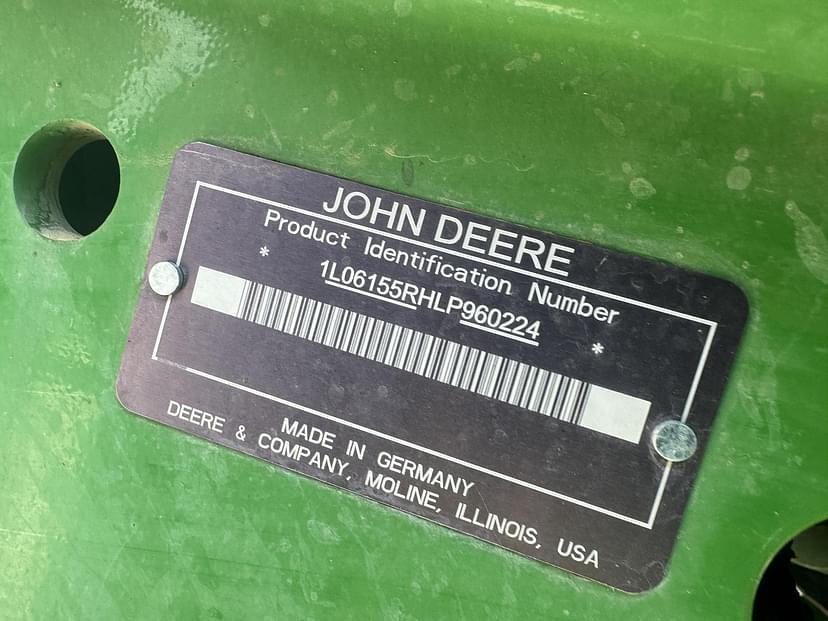 JOHN DEERE
Product Identification Number
* 1L06155RHLP960224 *
MADE IN GERMANY
DEERE & COMPANY, MOLINE, ILLINOIS, USA